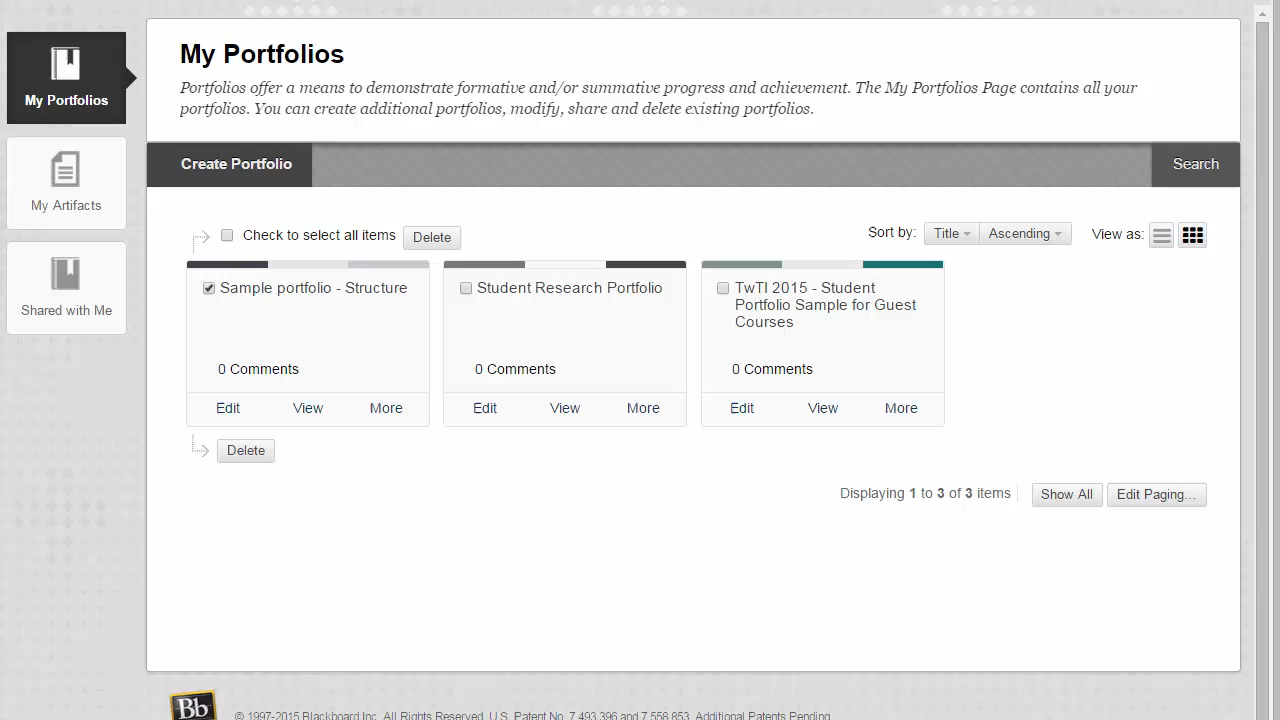 My Portfolios
Portfolios offer a means to demonstrate formative and/or summative progress and achievement. The My Portfolios Page contains all your
portfolios. You can create additional portfolios, modify, share and delete existing portfolios.
My Portfolios
My Artifacts
Shared with Me
Create Portfolio
Search
Check to select all items
Delete
Sort by:
Title
Ascending
View as:
Sample portfolio - Structure
0 Comments
Edit
View
More
Student Research Portfolio
0 Comments
Edit
View
More
TwTI 2015 - Student
Portfolio Sample for Guest
Courses
0 Comments
Edit
View
More
Delete
Displaying 1 to 3 of 3 items
Show All
Edit Paging...
Bb
© 1997-2015 Blackboard Inc. All Rights Reserved. U.S. Patent No. 7,493,396 and 7,558,853. Additional Patents Pending.